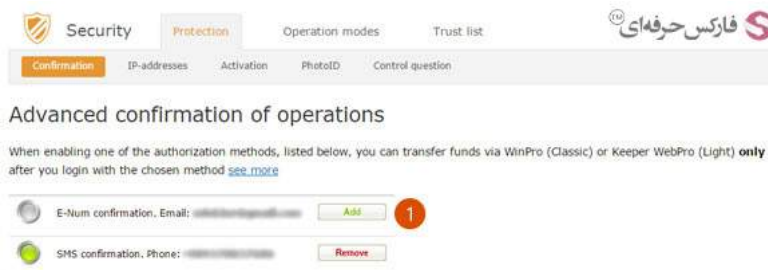 Security Protection Operation modes Trust list فارکس حرفه‌ای TM
Confirmation IP-addresses Activation PhotoID Control question
Advanced confirmation of operations
When enabling one of the authorization methods, listed below, you can transfer funds via WinPro (Classic) or Keeper WebPro (Light) only
after you login with the chosen method see more
E-Num confirmation. Email: Add 1
SMS confirmation. Phone: Remove